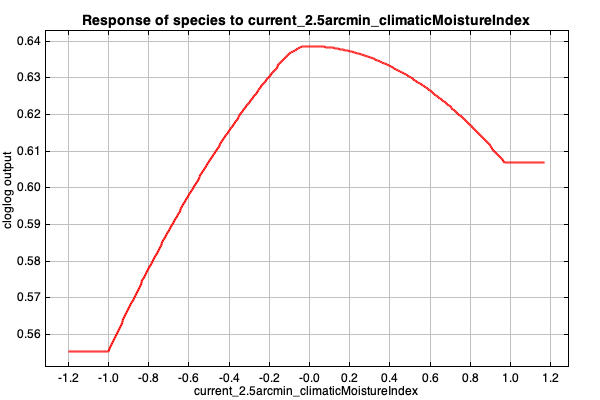 Response of species to current_2.5arcmin_climaticMoistureIndex
cloglog output
0.64
0.63
0.62
0.61
0.60
0.59
0.58
0.57
0.56
-1.2 -1.0 -0.8 -0.6 -0.4 -0.2 -0.0 0.2 0.4 0.6 0.8 1.0 1.2
current_2.5arcmin_climaticMoistureIndex